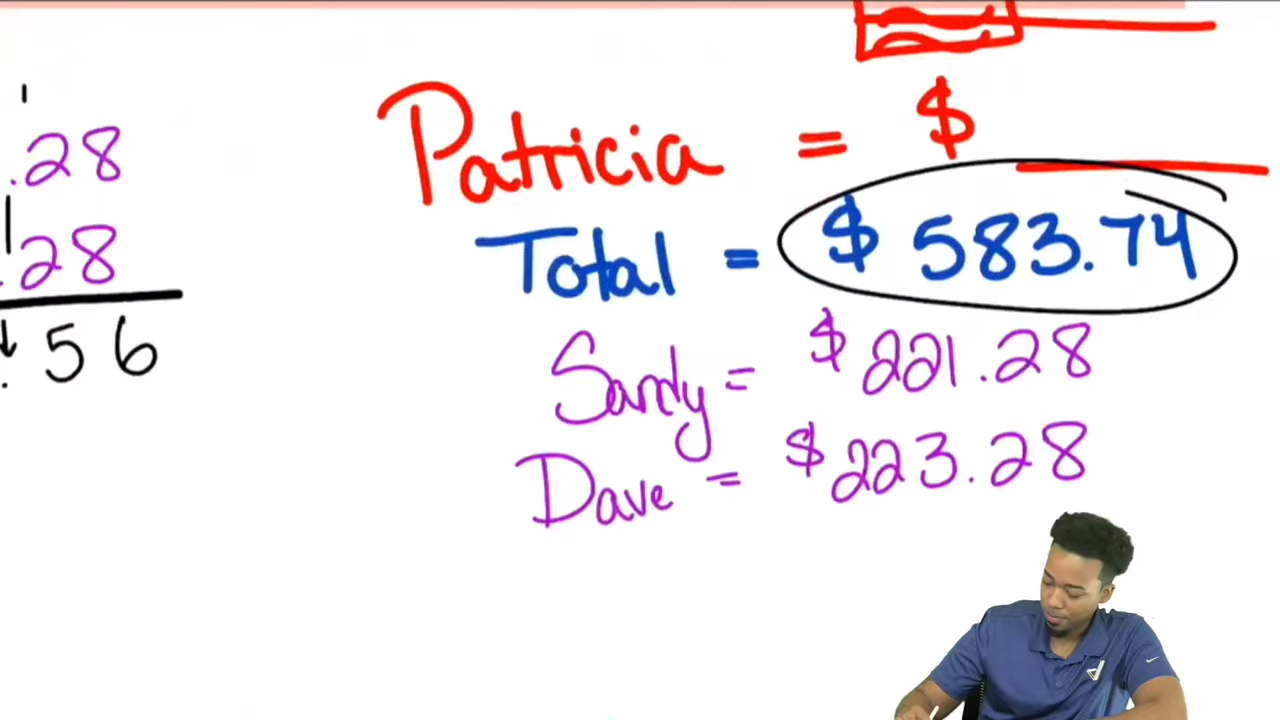 .28
Patricia = $
.28
Total = $ 583.74
.56
Sandy = $221.28
Dave = $223.28